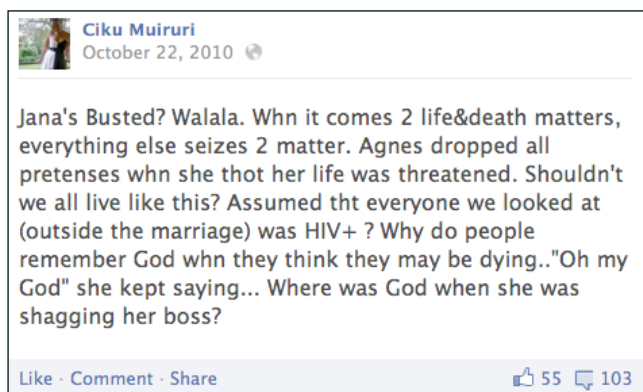 Ciku Muiruri
October 22, 2010
Jana's Busted? Walala. Whn it comes 2 life&death matters,
everything else seizes 2 matter. Agnes dropped all
pretenses whn she thot her life was threatened. Shouldn't
we all live like this? Assumed tht everyone we looked at
(outside the marriage) was HIV+ ? Why do people
remember God whn they think they may be dying.."Oh my
God" she kept saying... Where was God when she was
shagging her boss?
Like · Comment · Share 55 103